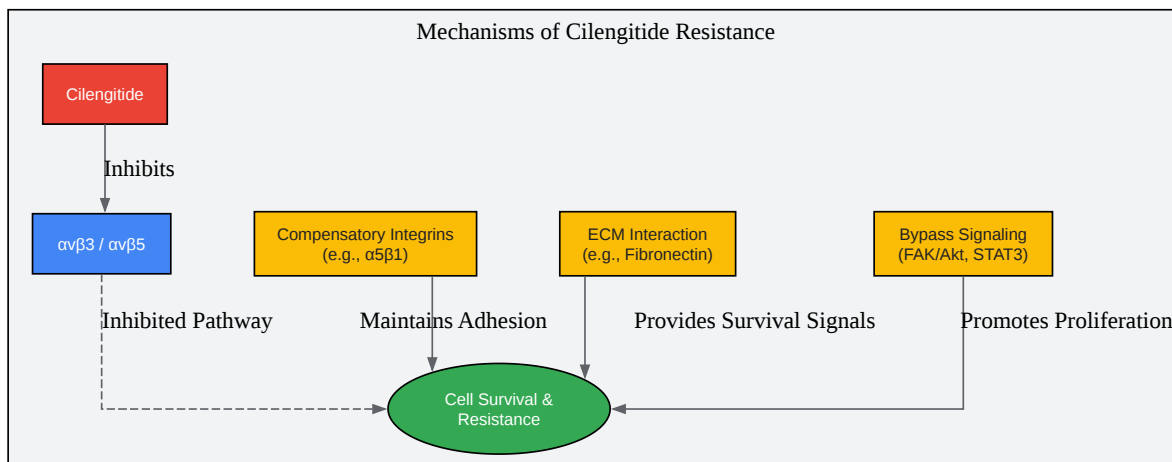 Mechanisms of Cilengitide Resistance
Cilengitide
Inhibits
αvβ3 / αvβ5
Compensatory Integrins
(e.g., α5β1)
ECM Interaction
(e.g., Fibronectin)
Bypass Signaling
(FAK/Akt, STAT3)
Inhibited Pathway
Maintains Adhesion
Provides Survival Signals
Promotes Proliferation
Cell Survival &
Resistance